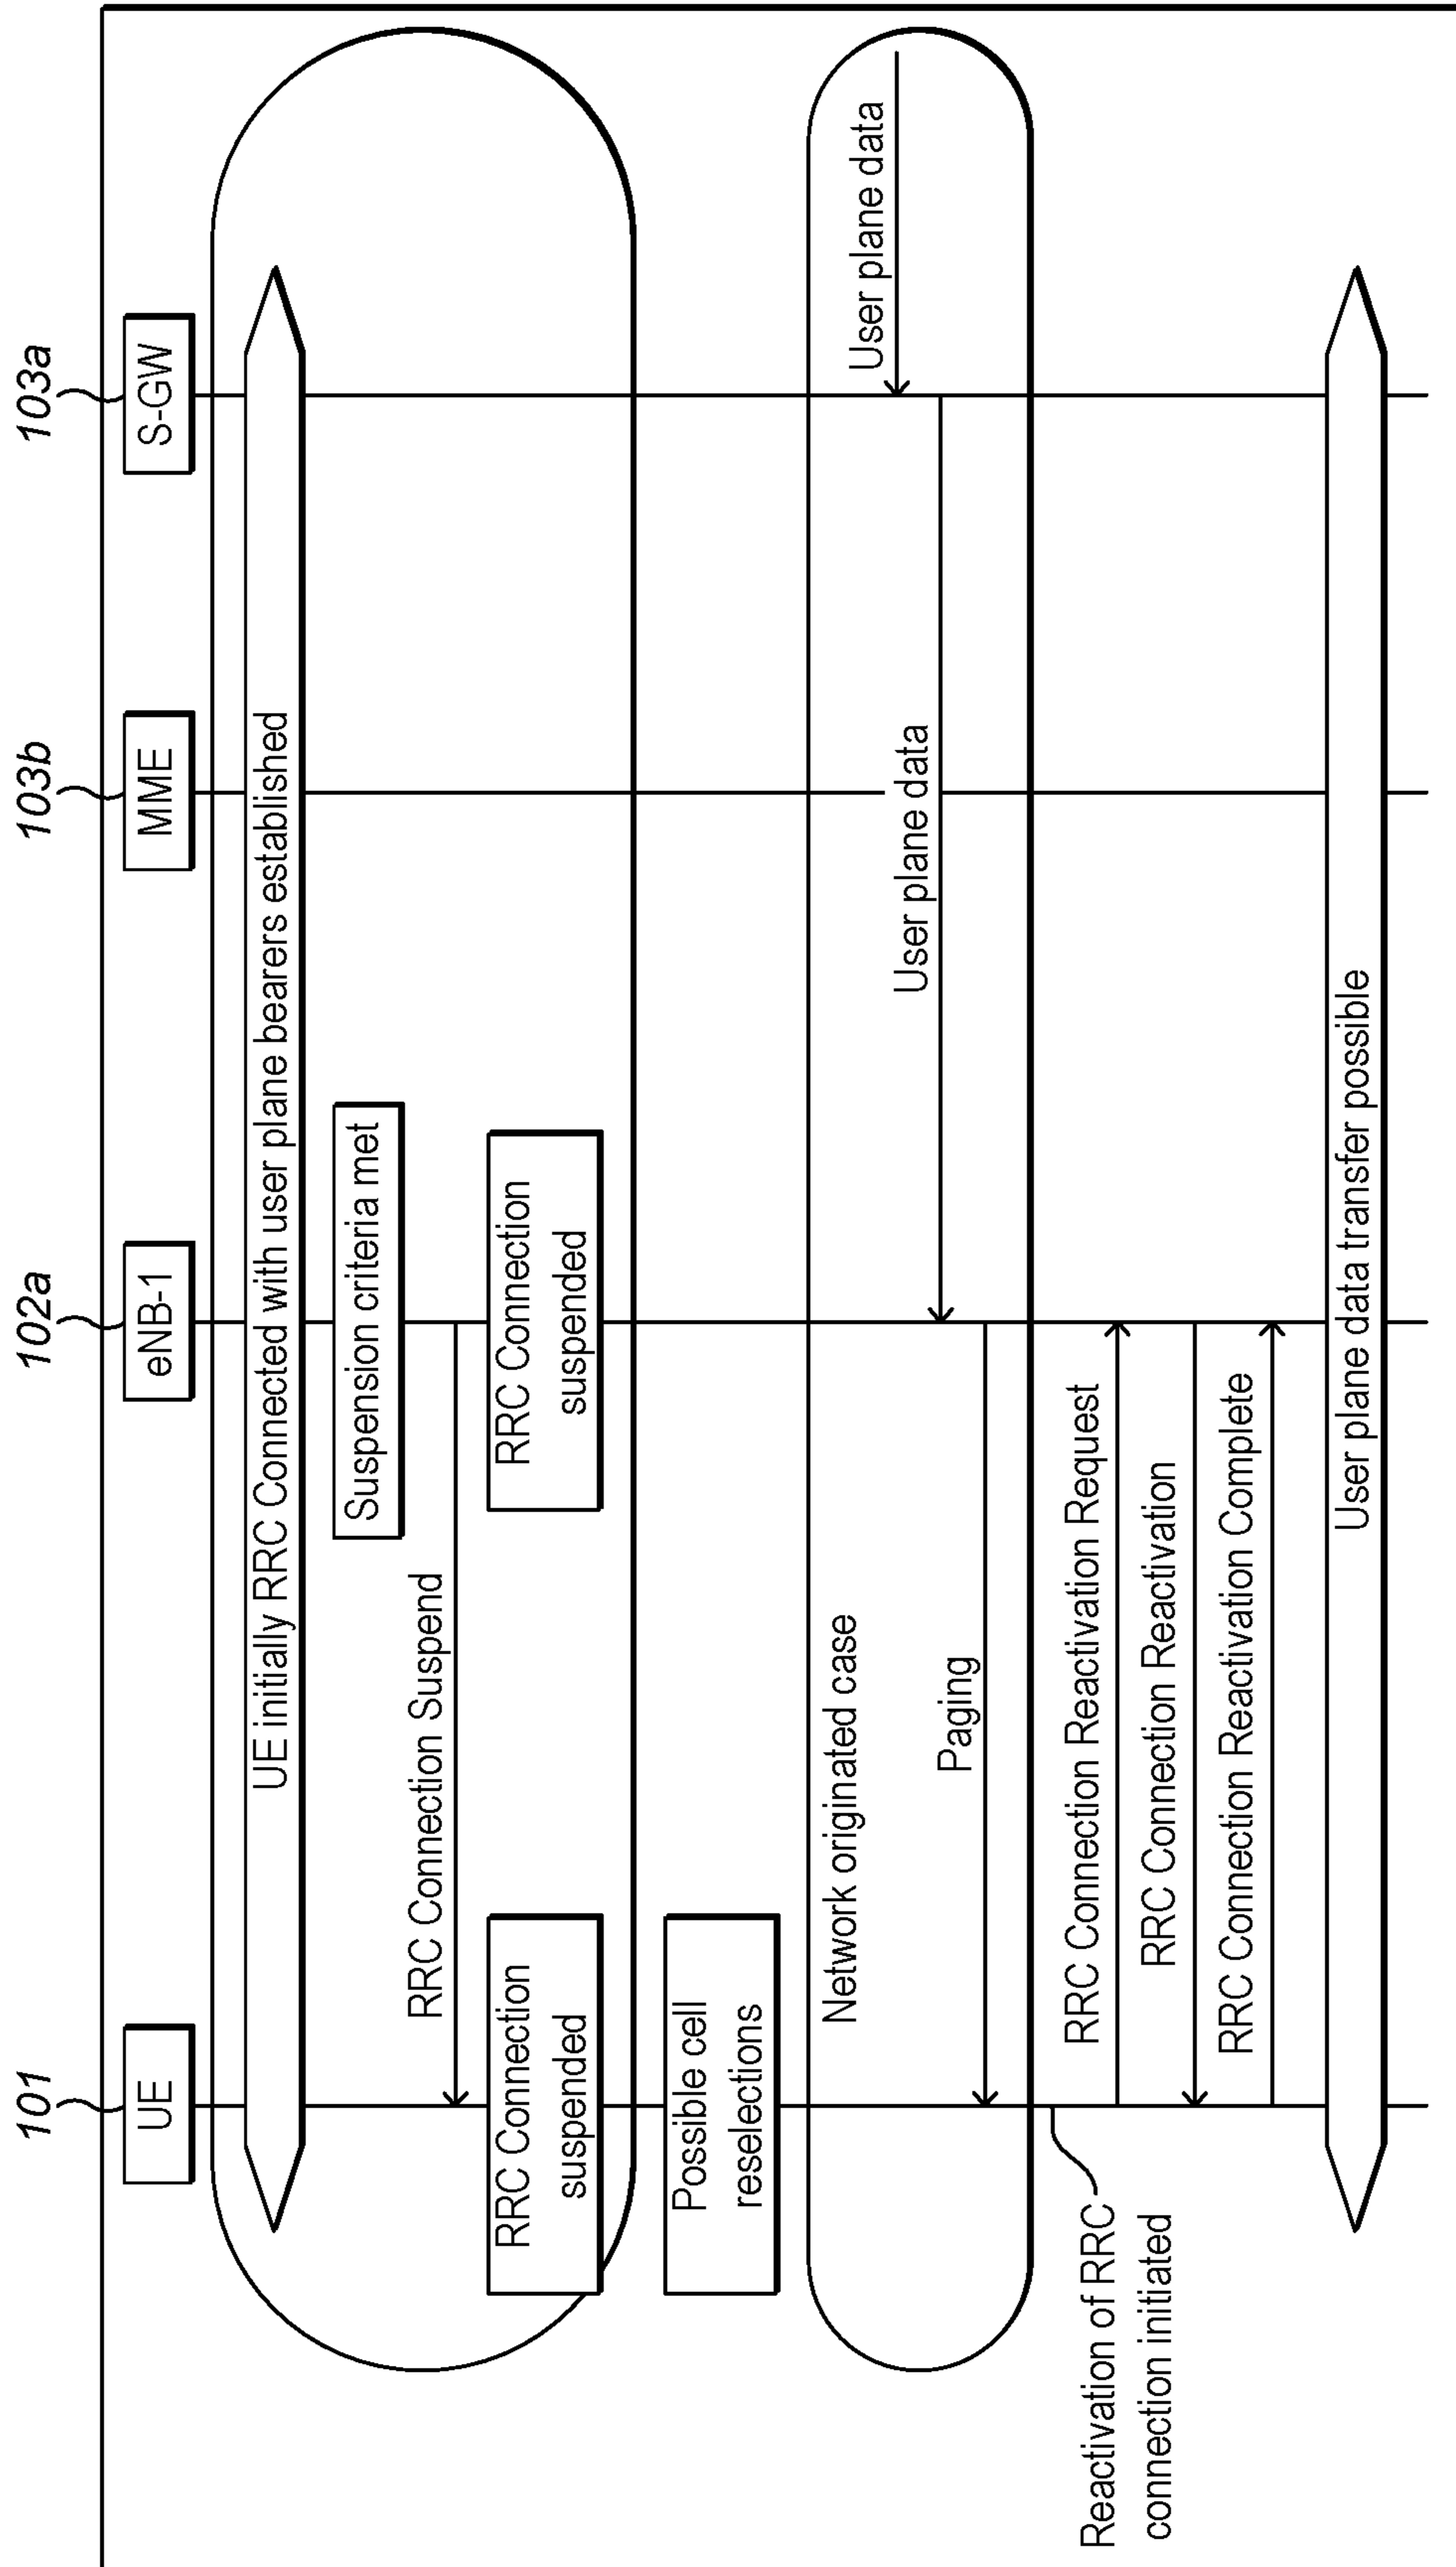 101
102a
103b
103a
UE
eNB-1
MME
S-GW
UE initially RRC Connected with user plane bearers established
Suspension criteria met
RRC Connection Suspend
RRC Connection
suspended
RRC Connection
suspended
Possible cell
reselections
Network originated case
User plane data
User plane data
Paging
Reactivation of RRC
connection initiated
RRC Connection Reactivation Request
RRC Connection Reactivation
RRC Connection Reactivation Complete
User plane data transfer possible